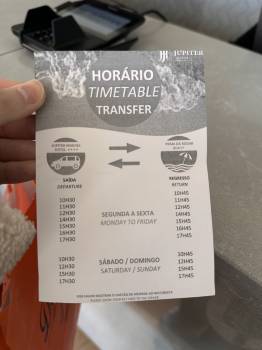 JUPITER
HORÁRIO
TIMETABLE
TRANSFER
SAÍDA
DEPARTURE
REGRESSO
RETURN
SEGUNDA A SEXTA
MONDAY TO FRIDAY
10H30
11H30
12H30
14H30
15H30
16H30
17H30
10H45
11H45
12H45
14H45
15H45
16H45
17H45
SÁBADO / DOMINGO
SATURDAY / SUNDAY
10H30
12H30
15H30
17H30
10H45
12H45
15H45
17H45